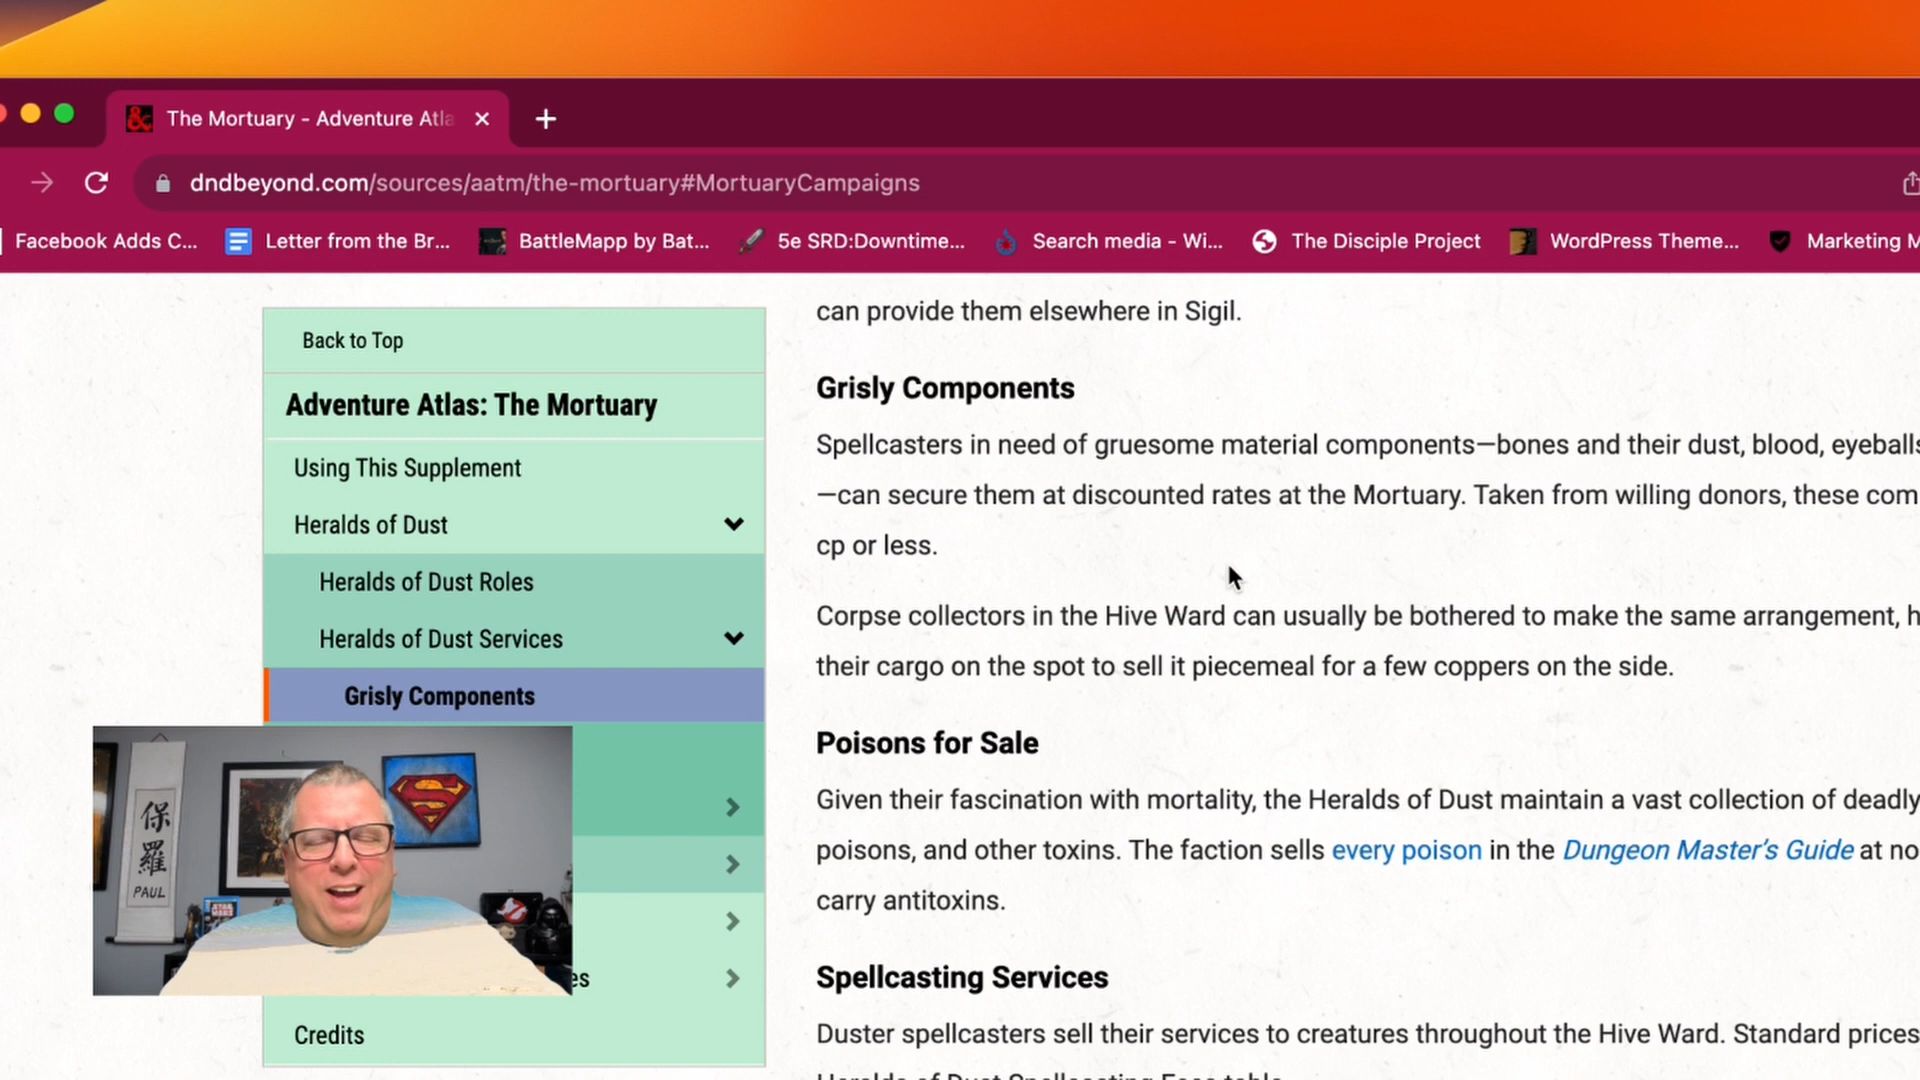 The Mortuary - Adventure Atla
dndbeyond.com/sources/aatm/the-mortuary#MortuaryCampaigns
Facebook Adds C...
Letter from the Br...
BattleMapp by Bat...
5e SRD:Downtime...
Search media - Wi...
The Disciple Project
WordPress Theme...
Marketing M
Back to Top
Adventure Atlas: The Mortuary
Using This Supplement
Heralds of Dust
Heralds of Dust Roles
Heralds of Dust Services
Grisly Components
es
Credits
can provide them elsewhere in Sigil.
Grisly Components
Spellcasters in need of gruesome material components—bones and their dust, blood, eyeballs
—can secure them at discounted rates at the Mortuary. Taken from willing donors, these com
cp or less.
Corpse collectors in the Hive Ward can usually be bothered to make the same arrangement, h
their cargo on the spot to sell it piecemeal for a few coppers on the side.
Poisons for Sale
Given their fascination with mortality, the Heralds of Dust maintain a vast collection of deadly
poisons, and other toxins. The faction sells every poison in the Dungeon Master's Guide at no
carry antitoxins.
Spellcasting Services
Duster spellcasters sell their services to creatures throughout the Hive Ward. Standard prices
Heralds of Dust Spellcasting Fees table.
保
羅
PAUL
STAR
WARS